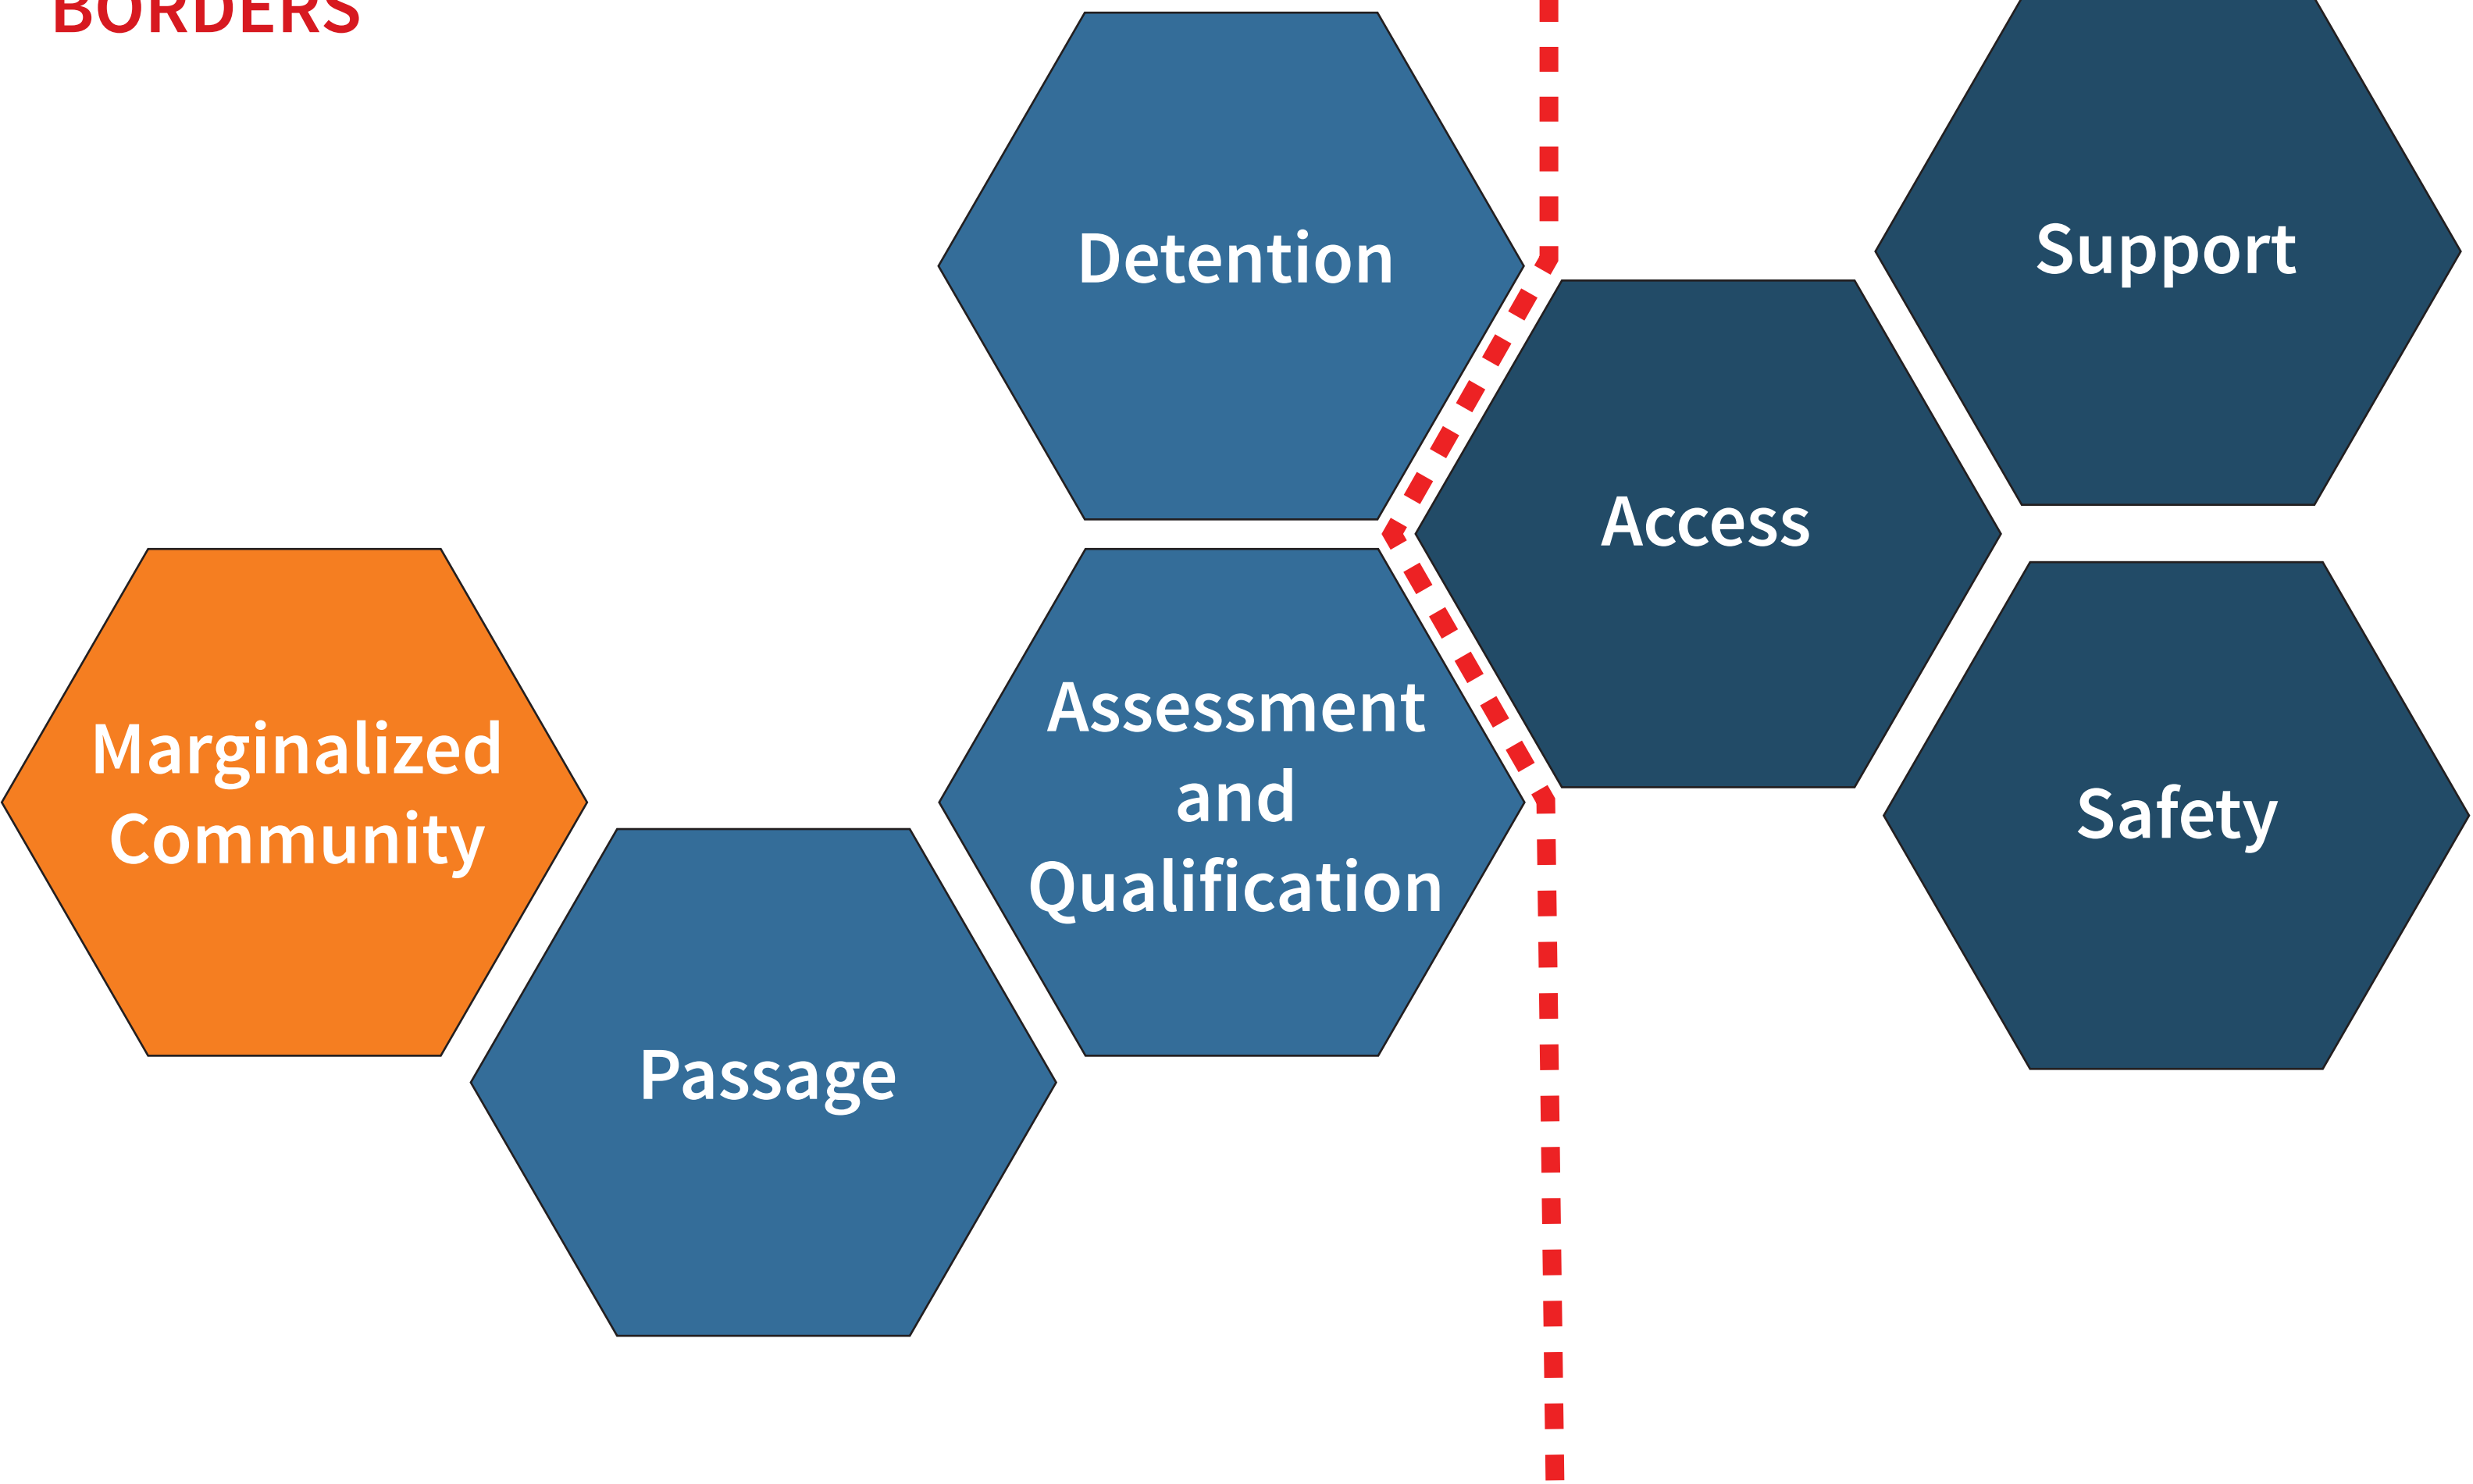 BORDERS
Detention
Support
Access
Marginalized
Community
Assessment
and
Qualification
Safety
Passage